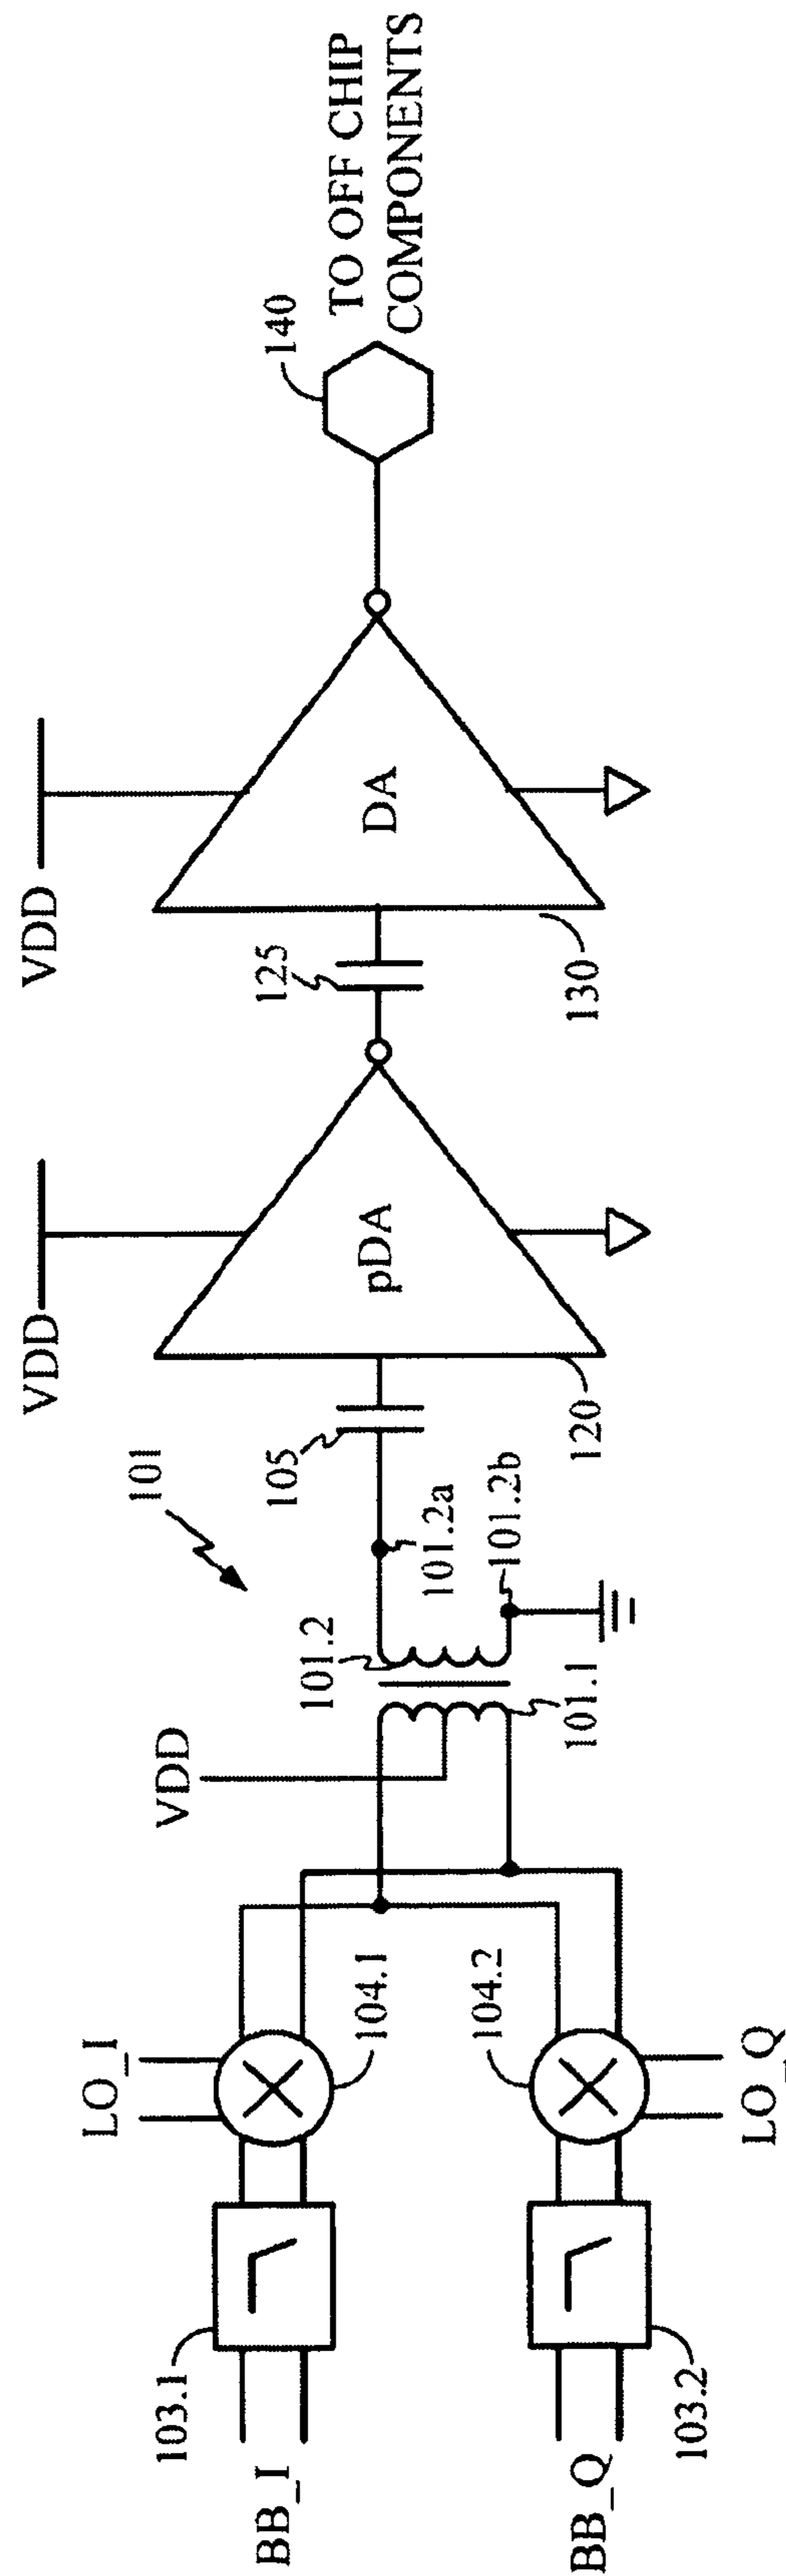 BB_I
103.1
LO_I
104.1
BB_Q
103.2
LO_Q
104.2
VDD
101.1
101.2
101
101.2a
101.2b
105
VDD
pDA
120
125
VDD
DA
130
140
TO OFF CHIP
COMPONENTS